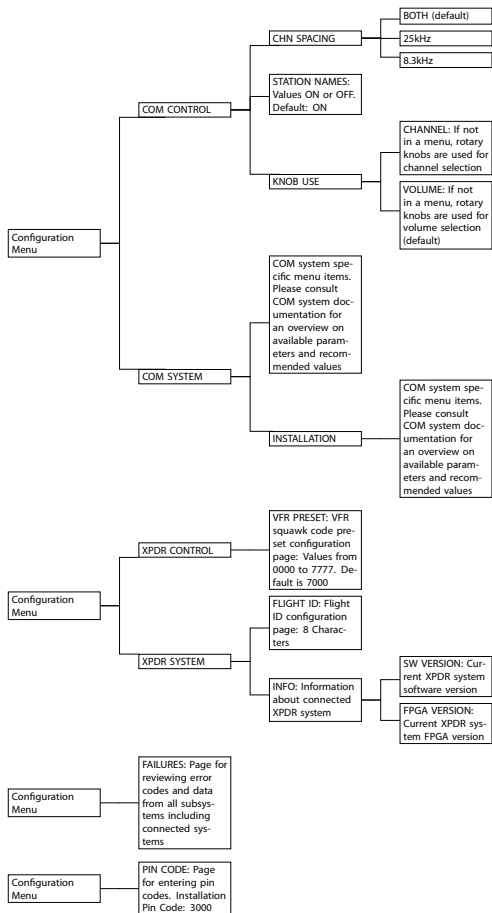 BOTH (default)
CHN SPACING
25kHz
8.3kHz
STATION NAMES:
Values ON or OFF.
Default: ON
COM CONTROL
CHANNEL: If not
in a menu, rotary
knobs are used for
channel selection
KNOB USE
VOLUME: If not
in a menu, rotary
knobs are used for
volume selection
(default)
Configuration
Menu
COM system spe-
cific menu items.
Please consult
COM system doc-
umentation for
an overview on
available param-
eters and recom-
mended values
COM SYSTEM
COM system spe-
cific menu items.
Please consult
COM system doc-
umentation for
an overview on
available param-
eters and recom-
mended values
INSTALLATION
VFR PRESET: VFR
squawk code pre-
set configuration
page: Values from
0000 to 7777. De-
fault is 7000
XPDR CONTROL
Configuration
Menu
FLIGHT ID: Flight
ID configuration
page: 8 Charac-
ters
XPDR SYSTEM
SW VERSION: Cur-
rent XPDR system
software version
INFO: Information
about connected
XPDR system
FPGA VERSION:
Current XPDR sys-
tem FPGA version
FAILURES: Page for
reviewing error
codes and data
from all subsys-
tems including
connected sys-
tems
Configuration
Menu
PIN CODE: Page
for entering pin
codes. Installation
Pin Code: 3000
Configuration
Menu